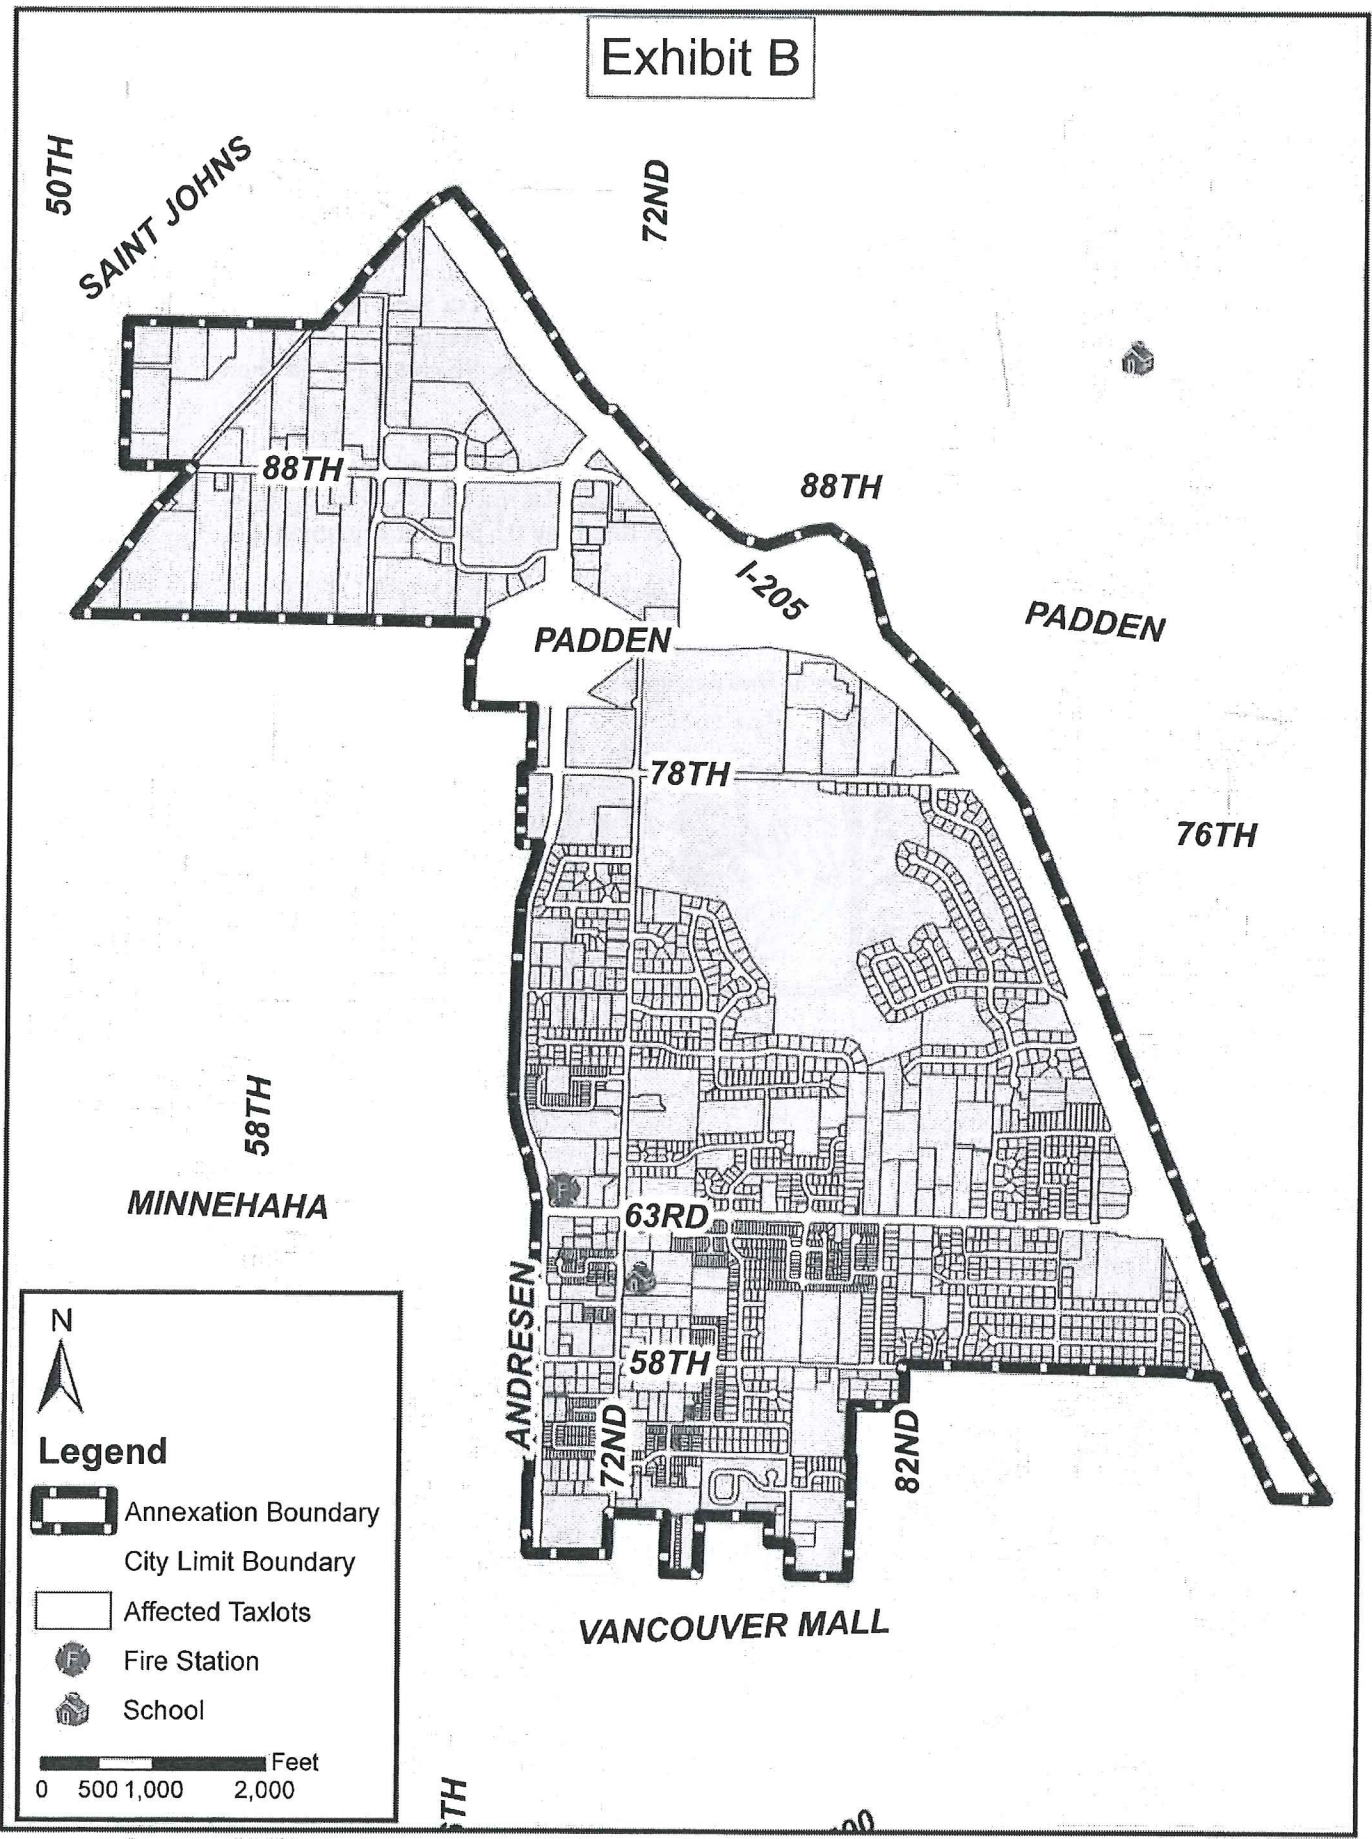 Exhibit B
50TH
SAINT JOHNS
72ND
88TH
88TH
I-205
PADDEN
PADDEN
78TH
76TH
58TH
MINNEHAHA
63RD
ANDRESEN
58TH
72ND
82ND
VANCOUVER MALL
N
Legend
Annexation Boundary
City Limit Boundary
Affected Taxlots
F Fire Station
School
Feet
0 500 1,000 2,000